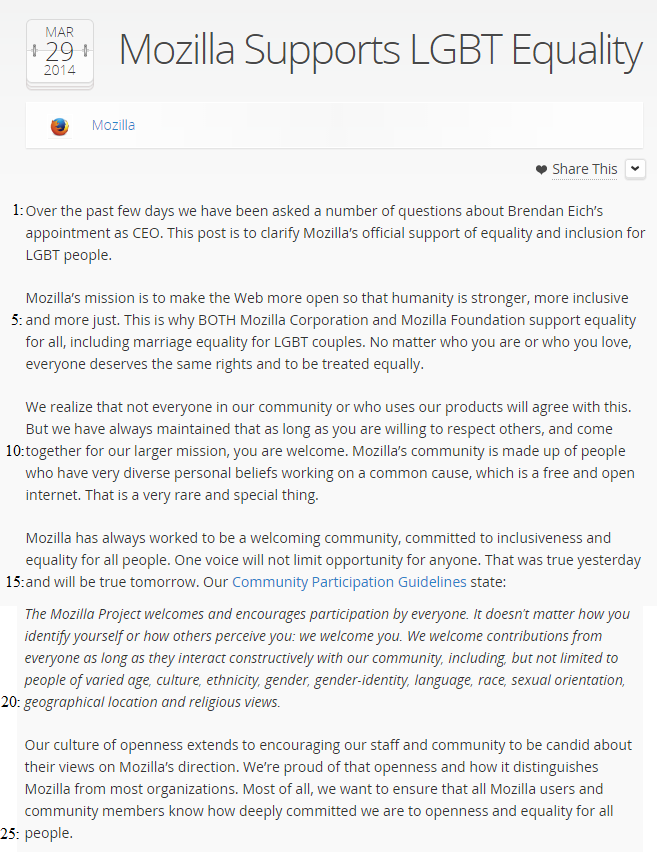 MAR
29
2014
Mozilla Supports LGBT Equality
Mozilla
Share This
1: Over the past few days we have been asked a number of questions about Brendan Eich’s
appointment as CEO. This post is to clarify Mozilla’s official support of equality and inclusion for
LGBT people.
Mozilla’s mission is to make the Web more open so that humanity is stronger, more inclusive
5: and more just. This is why BOTH Mozilla Corporation and Mozilla Foundation support equality
for all, including marriage equality for LGBT couples. No matter who you are or who you love,
everyone deserves the same rights and to be treated equally.
We realize that not everyone in our community or who uses our products will agree with this.
But we have always maintained that as long as you are willing to respect others, and come
10: together for our larger mission, you are welcome. Mozilla’s community is made up of people
who have very diverse personal beliefs working on a common cause, which is a free and open
internet. That is a very rare and special thing.
Mozilla has always worked to be a welcoming community, committed to inclusiveness and
equality for all people. One voice will not limit opportunity for anyone. That was true yesterday
15: and will be true tomorrow. Our Community Participation Guidelines state:
The Mozilla Project welcomes and encourages participation by everyone. It doesn’t matter how you
identify yourself or how others perceive you: we welcome you. We welcome contributions from
everyone as long as they interact constructively with our community, including, but not limited to
people of varied age, culture, ethnicity, gender, gender-identity, language, race, sexual orientation,
20: geographical location and religious views.
Our culture of openness extends to encouraging our staff and community to be candid about
their views on Mozilla’s direction. We’re proud of that openness and how it distinguishes
Mozilla from most organizations. Most of all, we want to ensure that all Mozilla users and
community members know how deeply committed we are to openness and equality for all
25: people.